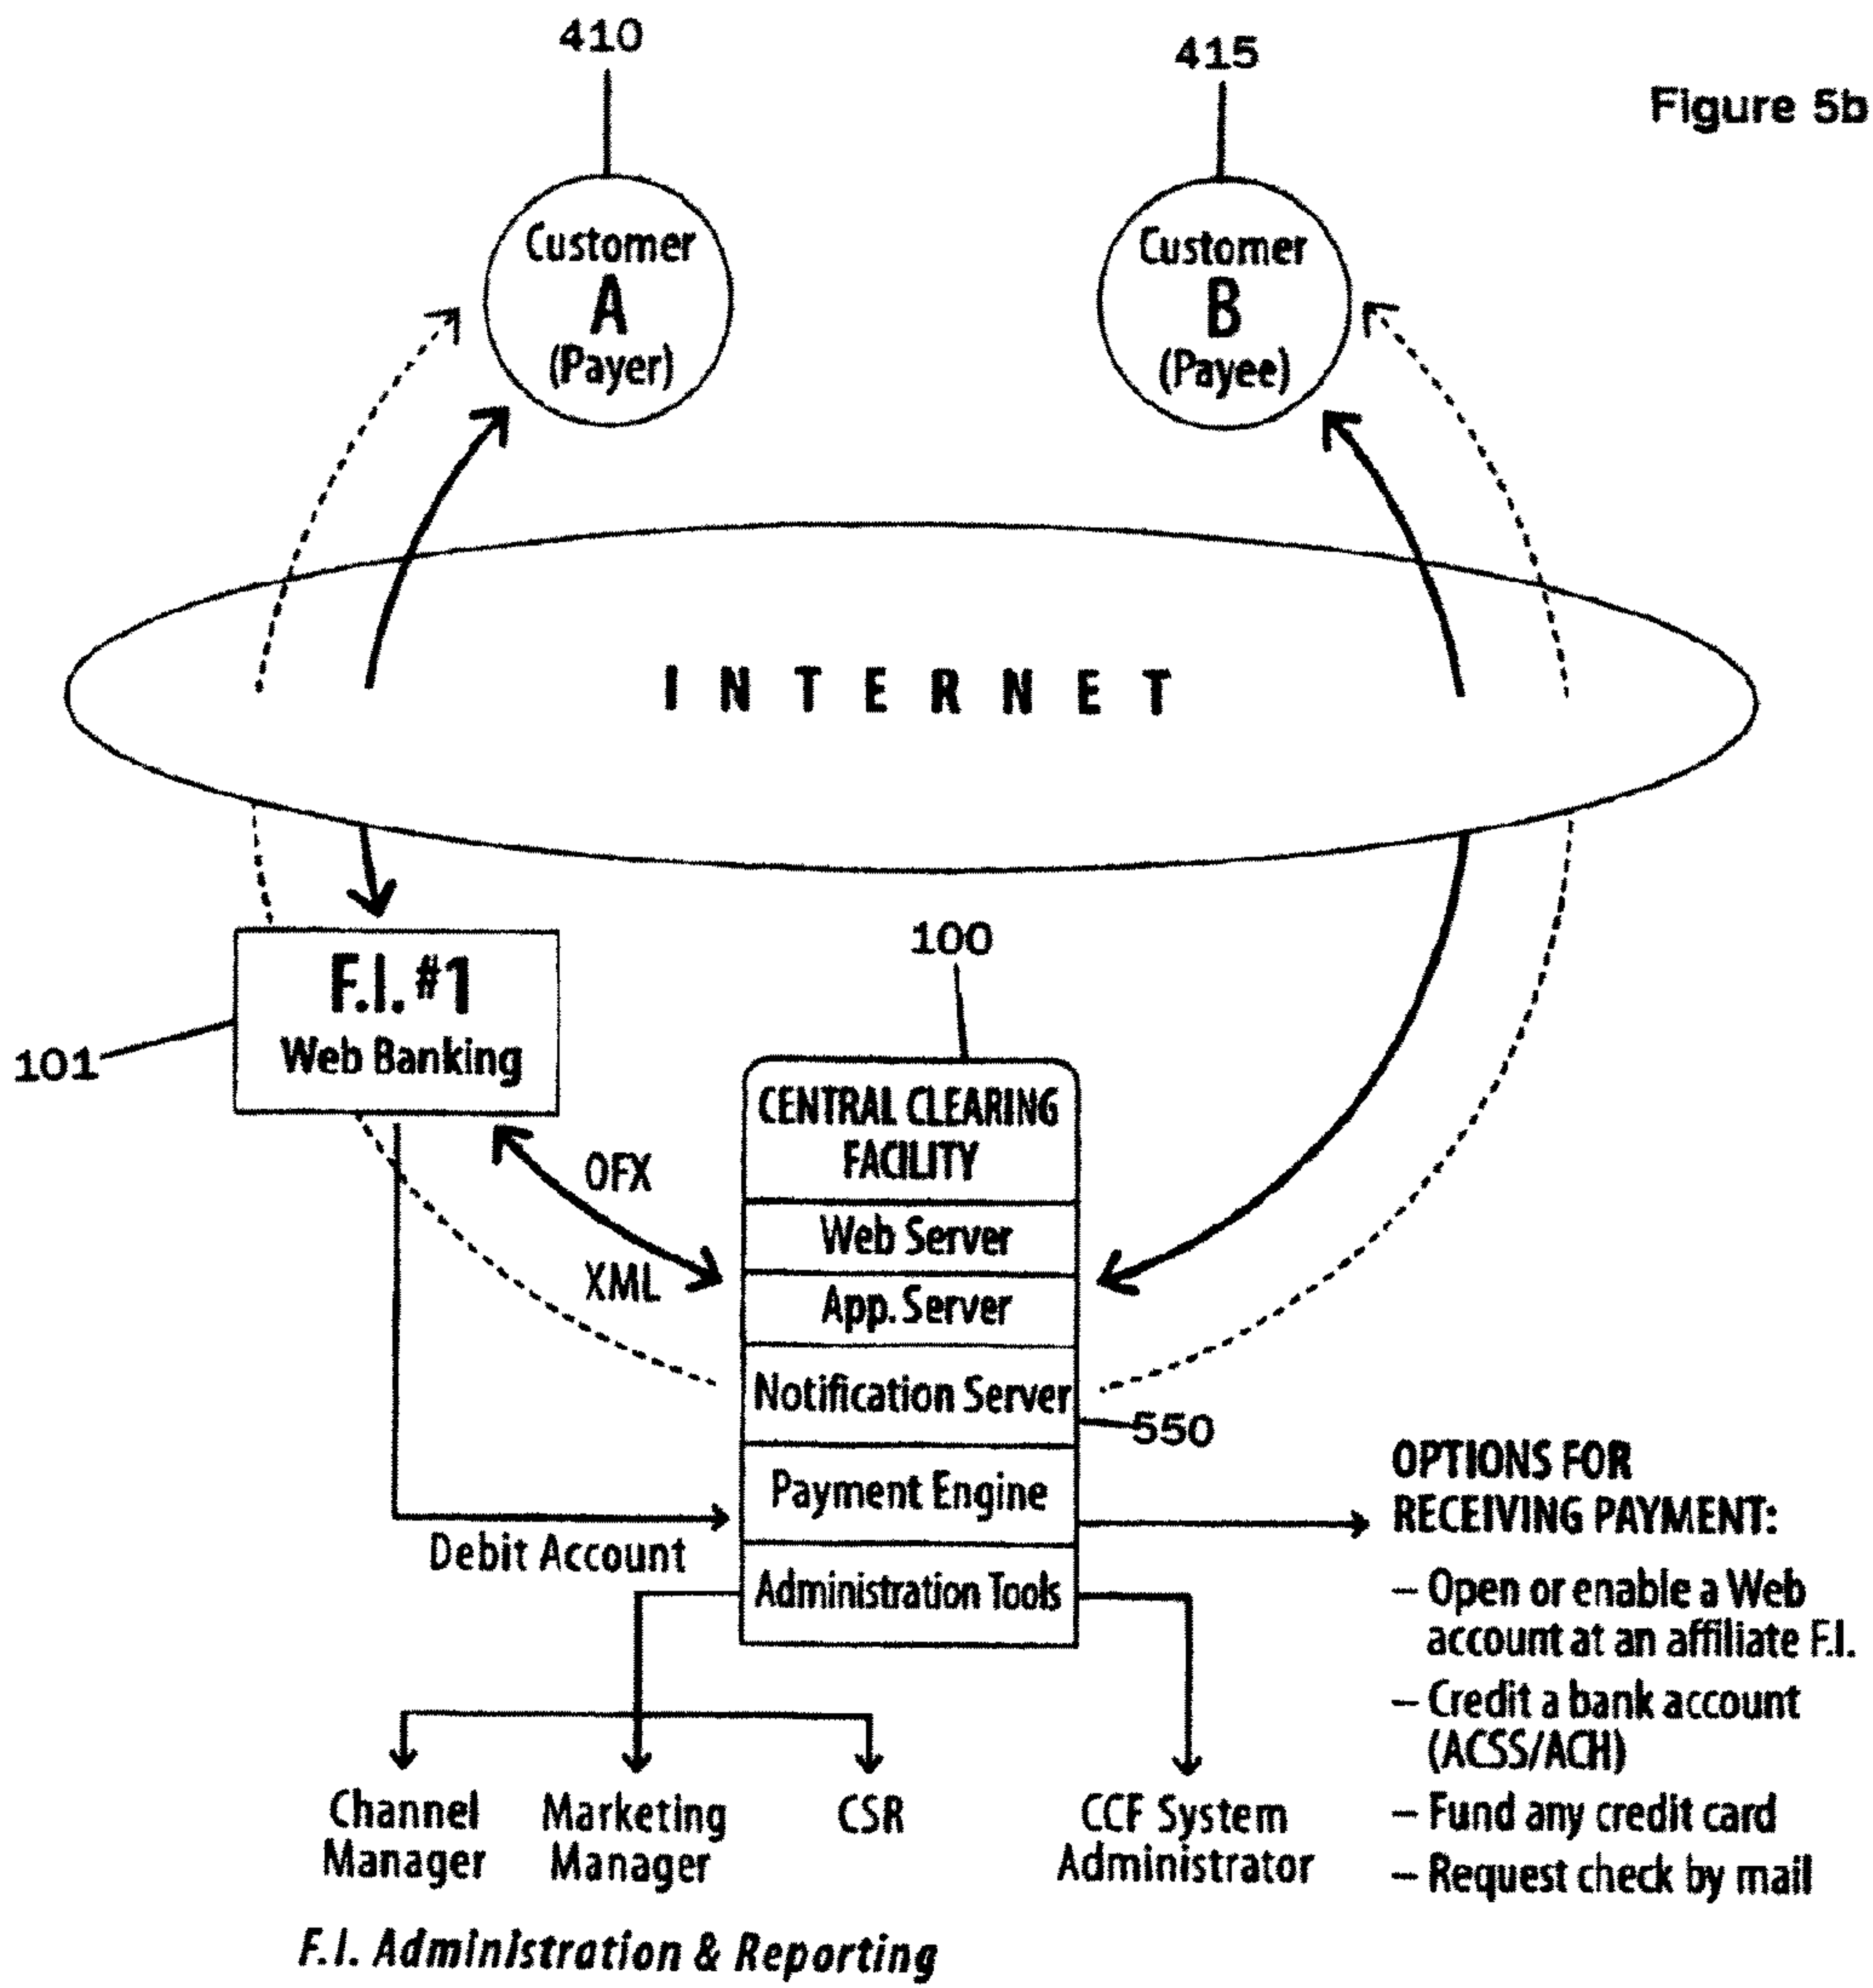 410
415
Figure 5b
Customer
A
(Payer)
Customer
B
(Payee)
INTERNET
100
F.I. #1
Web Banking
101
CENTRAL CLEARING
FACILITY
OFX
Web Server
XML
App. Server
Notification Server
550
Payment Engine
Debit Account
Administration Tools
OPTIONS FOR
RECEIVING PAYMENT:
– Open or enable a Web
account at an affiliate F.I.
– Credit a bank account
(ACSS/ACH)
– Fund any credit card
– Request check by mail
Channel
Manager
Marketing
Manager
CSR
CCF System
Administrator
F.I. Administration & Reporting